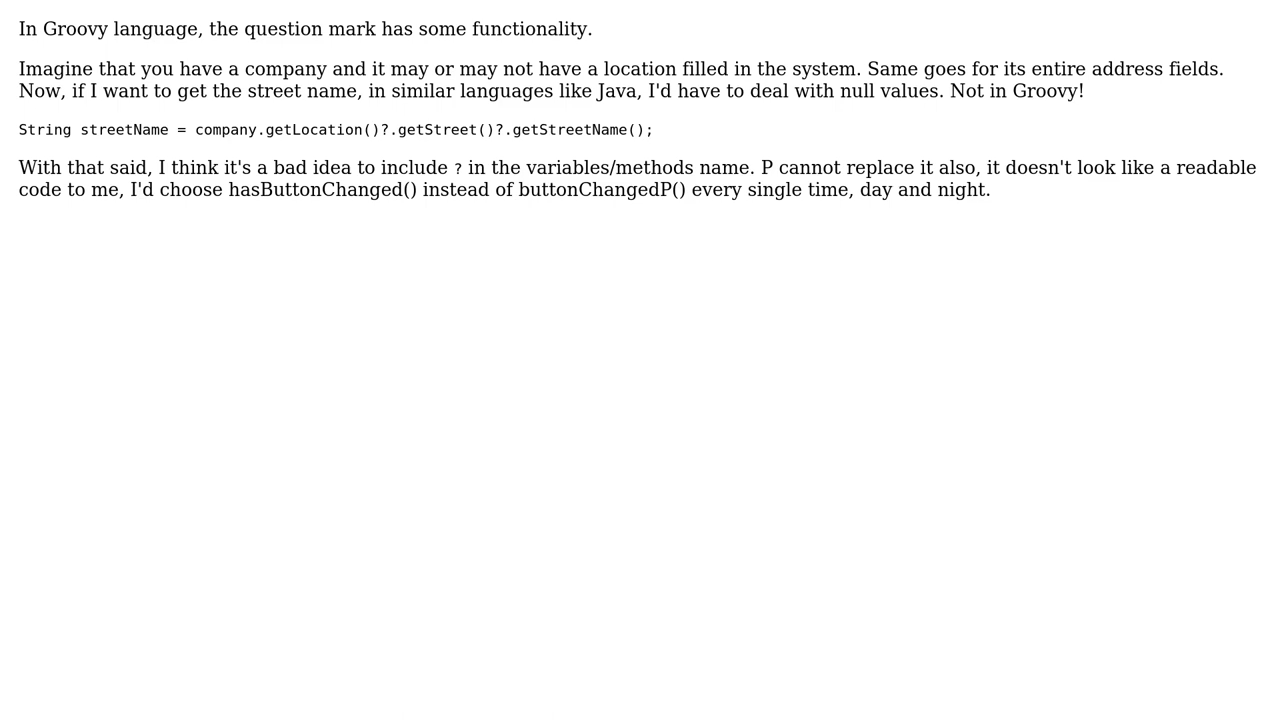 In Groovy language, the question mark has some functionality.
Imagine that you have a company and it may or may not have a location filled in the system. Same goes for its entire address fields.
Now, if I want to get the street name, in similar languages like Java, I'd have to deal with null values. Not in Groovy!
String streetName = company.getLocation()?.getStreet()?.getStreetName();
With that said, I think it's a bad idea to include ? in the variables/methods name. P cannot replace it also, it doesn't look like a readable
code to me, I'd choose hasButtonChanged() instead of buttonChangedP() every single time, day and night.